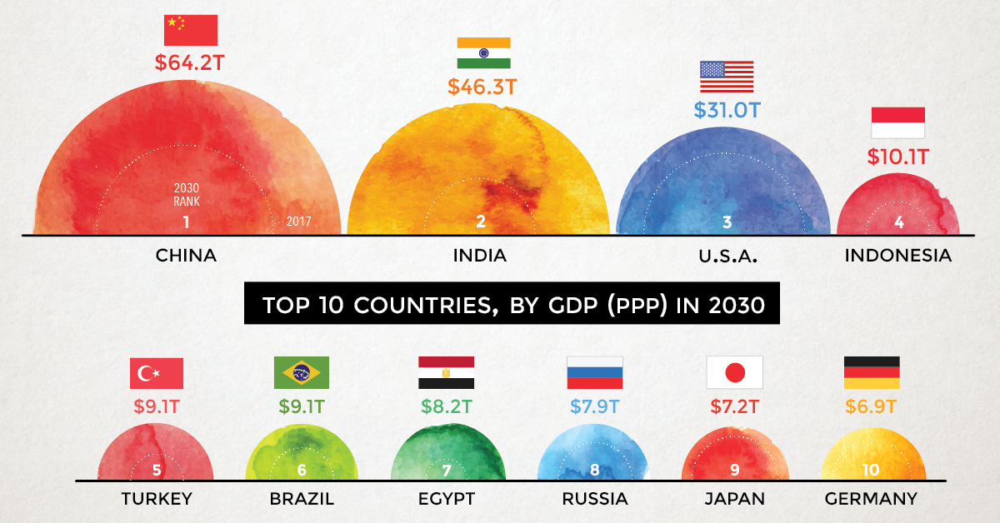 $64.2T
$46.3T
$31.0T
$10.1T
2030
RANK
1
2017
2
3
4
CHINA
INDIA
U.S.A.
INDONESIA
TOP 10 COUNTRIES, BY GDP (PPP) IN 2030
$9.1T
$9.1T
$8.2T
$7.9T
$7.2T
$6.9T
5
6
7
8
9
10
TURKEY
BRAZIL
EGYPT
RUSSIA
JAPAN
GERMANY